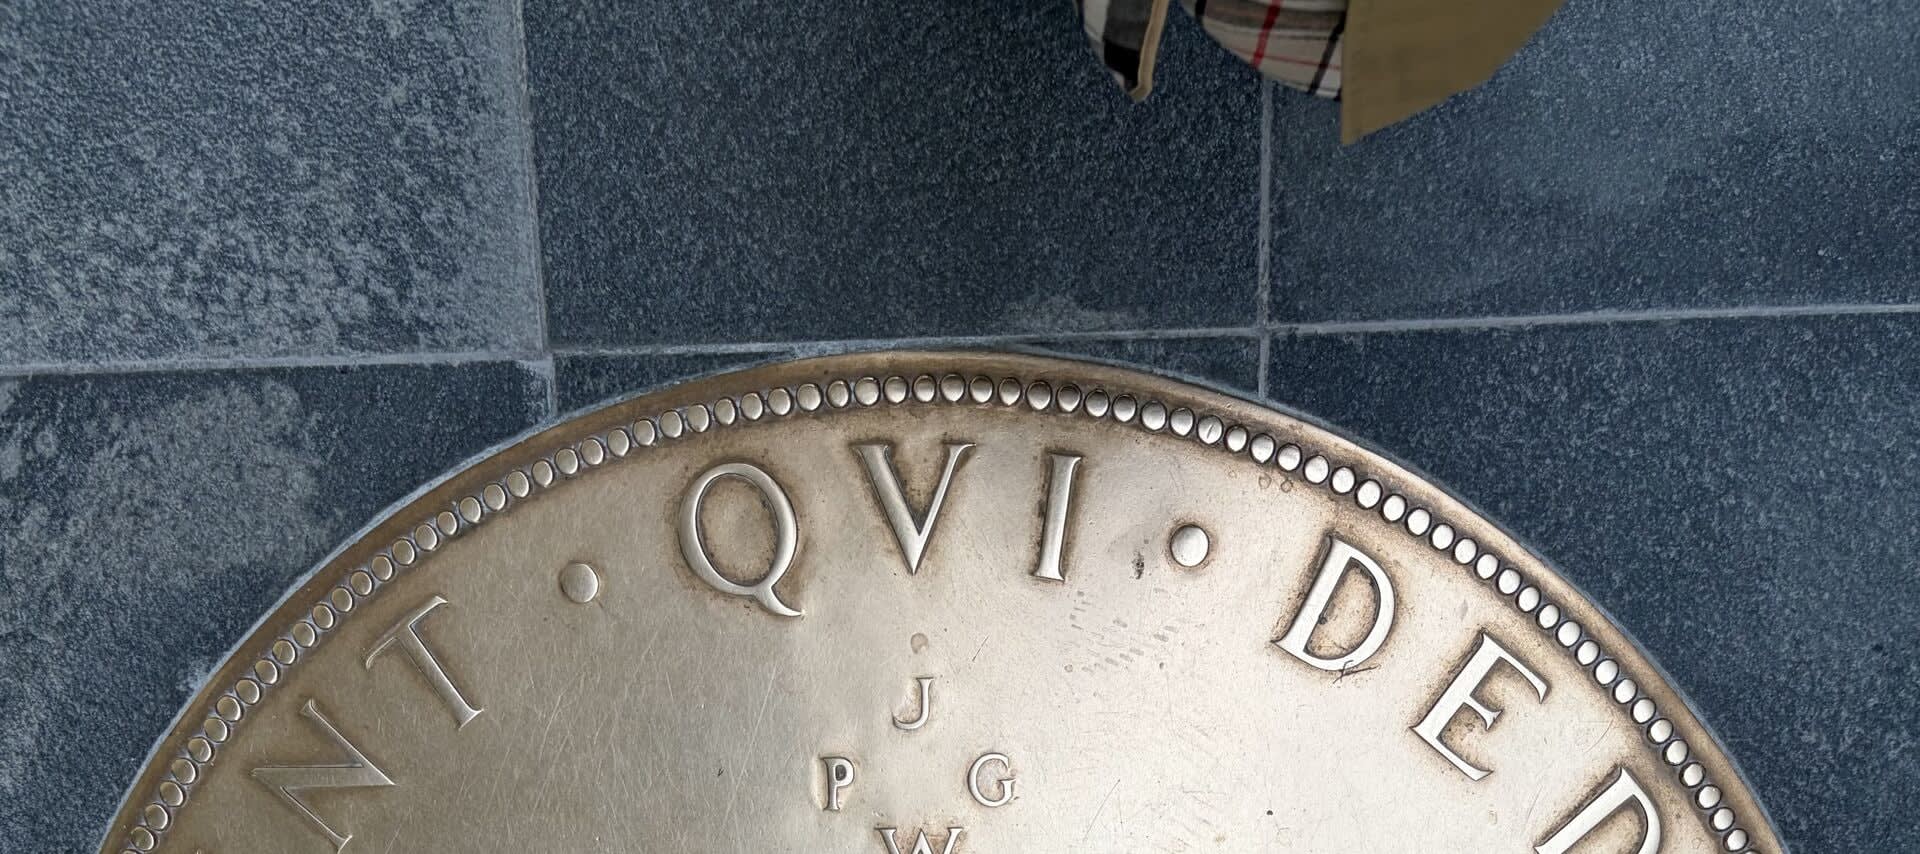 NT · QVI · DED
J
P G
W